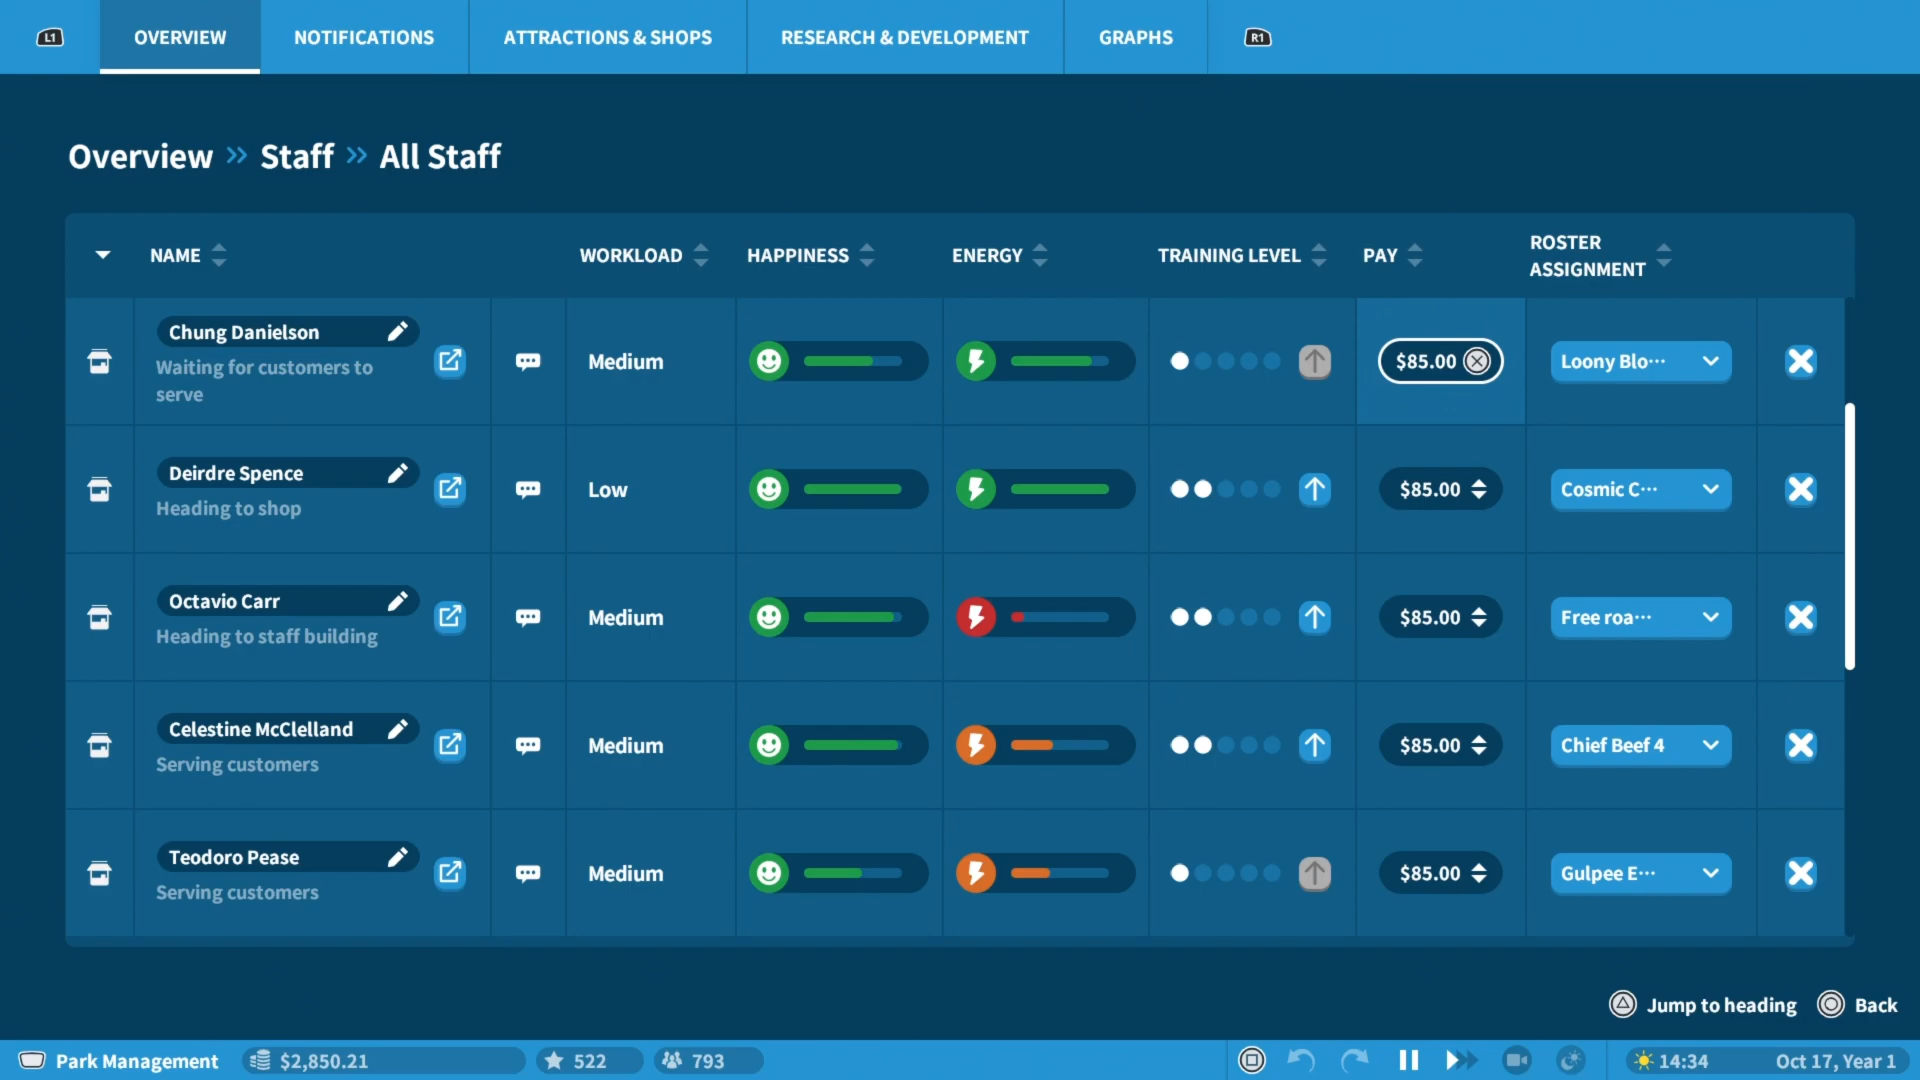 L1
OVERVIEW
NOTIFICATIONS
ATTRACTIONS & SHOPS
RESEARCH & DEVELOPMENT
GRAPHS
R1
Overview » Staff » All Staff
NAME
WORKLOAD
HAPPINESS
ENERGY
TRAINING LEVEL
PAY
ROSTER
ASSIGNMENT
Chung Danielson
Waiting for customers to
serve
Medium
$85.00
Loony Blo···
Deirdre Spence
Heading to shop
Low
$85.00
Cosmic C···
Octavio Carr
Heading to staff building
Medium
$85.00
Free roa···
Celestine McClelland
Serving customers
Medium
$85.00
Chief Beef 4
Teodoro Pease
Serving customers
Medium
$85.00
Gulpee E···
Jump to heading
Back
Park Management
$2,850.21
522
793
14:34
Oct 17, Year 1